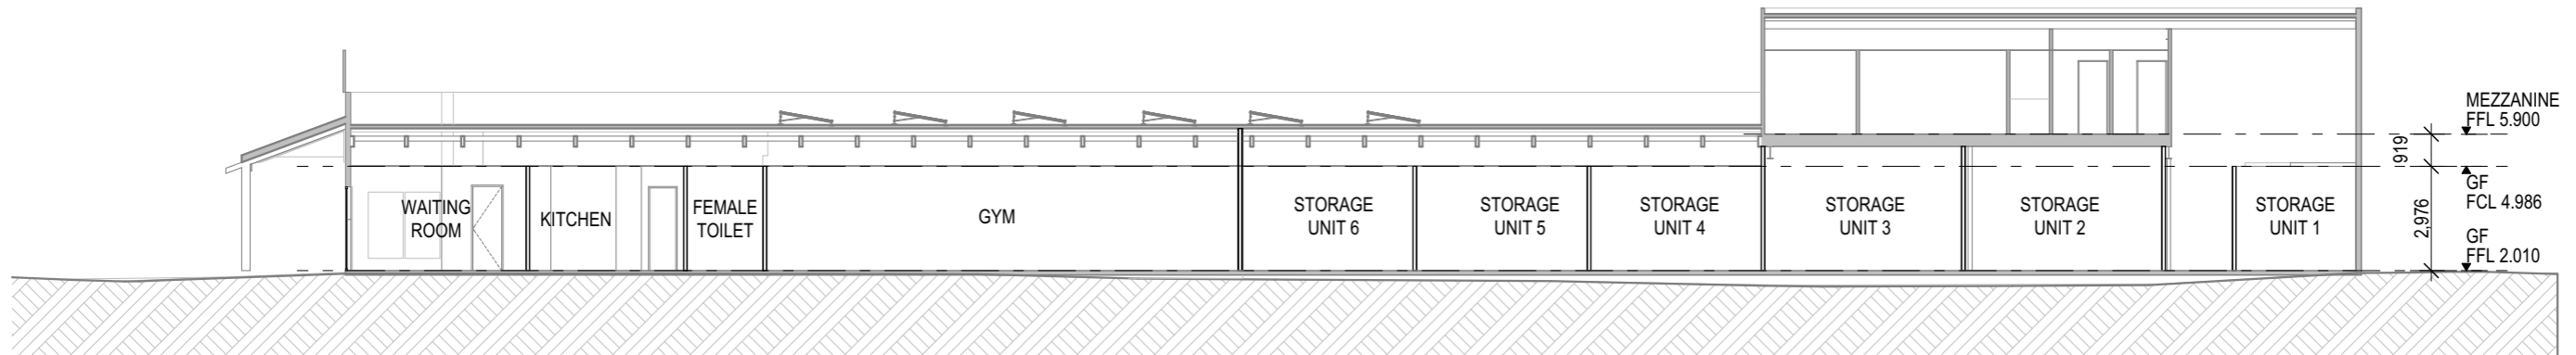 MEZZANINE
FFL 5.900
919
GF
FCL 4.986
2,976
GF
FFL 2.010
WAITING
ROOM
KITCHEN
FEMALE
TOILET
GYM
STORAGE
UNIT 6
STORAGE
UNIT 5
STORAGE
UNIT 4
STORAGE
UNIT 3
STORAGE
UNIT 2
STORAGE
UNIT 1